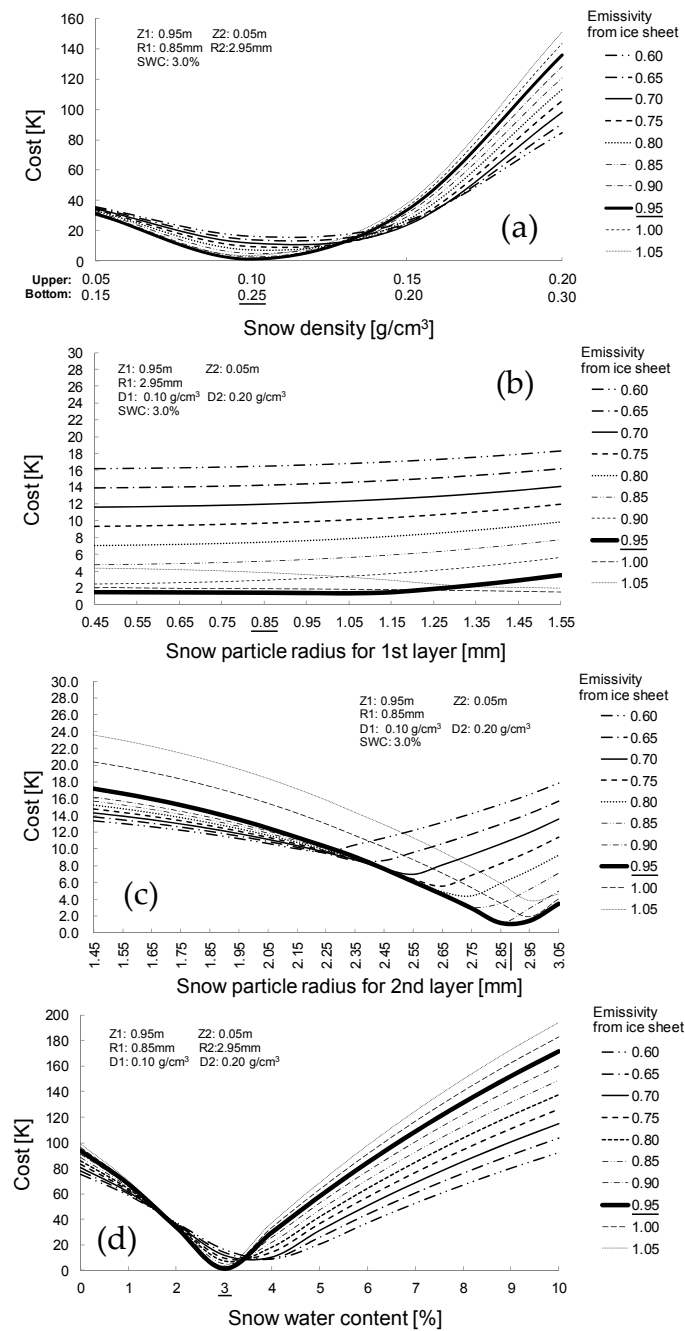 Z1: 0.95m Z2: 0.05m
R1: 0.85mm R2:2.95mm
SWC: 3.0%
Emissivity
from ice sheet
0.60
0.65
0.70
0.75
0.80
0.85
0.90
0.95
1.00
1.05
Cost [K]
160
140
120
100
80
60
40
20
0
(a)
Upper: 0.05 0.10 0.15 0.20
Bottom: 0.15 0.25 0.20 0.30
Snow density [g/cm³]
Z1: 0.95m Z2: 0.05m
R1: 2.95mm
D1: 0.10 g/cm³ D2: 0.20 g/cm³
SWC: 3.0%
(b)
Emissivity
from ice sheet
0.60
0.65
0.70
0.75
0.80
0.85
0.90
0.95
1.00
1.05
Cost [K]
30
28
26
24
22
20
18
16
14
12
10
8
6
4
2
0
0.45 0.55 0.65 0.75 0.85 0.95 1.05 1.15 1.25 1.35 1.45 1.55
Snow particle radius for 1st layer [mm]
Z1: 0.95m Z2: 0.05m
R1: 0.85mm
D1: 0.10 g/cm³ D2: 0.20 g/cm³
SWC: 3.0%
Emissivity
from ice sheet
0.60
0.65
0.70
0.75
0.80
0.85
0.90
0.95
1.00
1.05
Cost [K]
30.0
28.0
26.0
24.0
22.0
20.0
18.0
16.0
14.0
12.0
10.0
8.0
6.0
4.0
2.0
0.0
(c)
1.45 1.55 1.65 1.75 1.85 1.95 2.05 2.15 2.25 2.35 2.45 2.55 2.65 2.75 2.85 2.95 3.05
Snow particle radius for 2nd layer [mm]
Z1: 0.95m Z2: 0.05m
R1: 0.85mm R2:2.95mm
D1: 0.10 g/cm³ D2: 0.20 g/cm³
Emissivity
from ice sheet
0.60
0.65
0.70
0.75
0.80
0.85
0.90
0.95
1.00
1.05
Cost [K]
200
180
160
140
120
100
80
60
40
20
0
(d)
0 1 2 3 4 5 6 7 8 9 10
Snow water content [%]